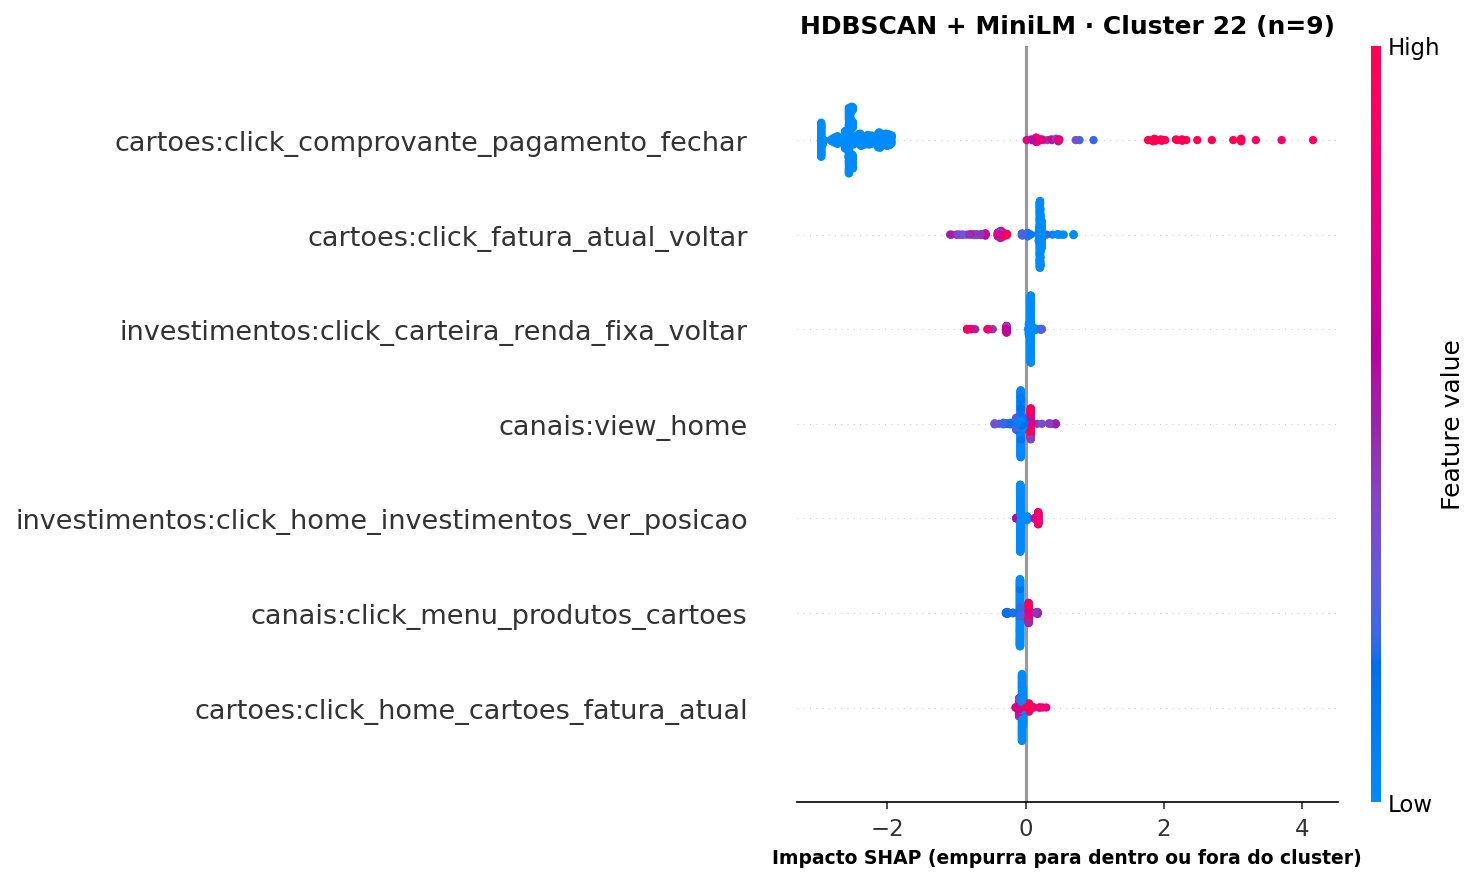 HDBSCAN + MiniLM · Cluster 22 (n=9)
High
cartoes:click_comprovante_pagamento_fechar
cartoes:click_fatura_atual_voltar
investimentos:click_carteira_renda_fixa_voltar
canais:view_home
investimentos:click_home_investimentos_ver_posicao
canais:click_menu_produtos_cartoes
cartoes:click_home_cartoes_fatura_atual
Feature value
Low
−2 0 2 4
Impacto SHAP (empurra para dentro ou fora do cluster)